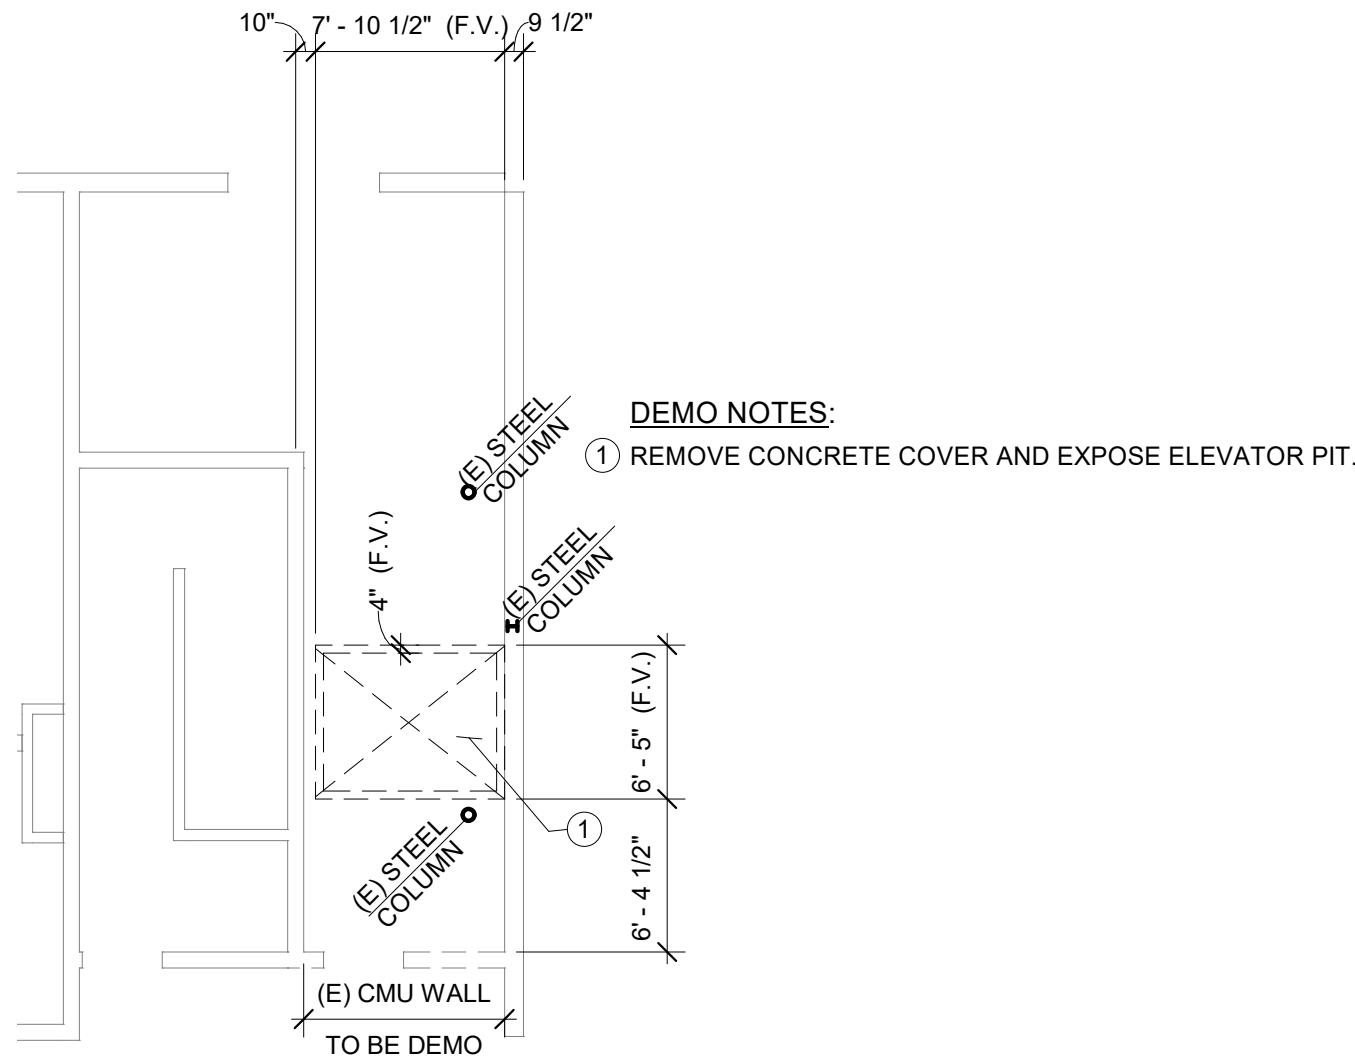 10" 7' - 10 1/2" (F.V.) 9 1/2"
(E) STEEL
COLUMN
DEMO NOTES:
1 REMOVE CONCRETE COVER AND EXPOSE ELEVATOR PIT.
4" (F.V.)
(E) STEEL
COLUMN
6' - 5" (F.V.)
1
(E) STEEL
COLUMN
6' - 4 1/2"
(E) CMU WALL
TO BE DEMO